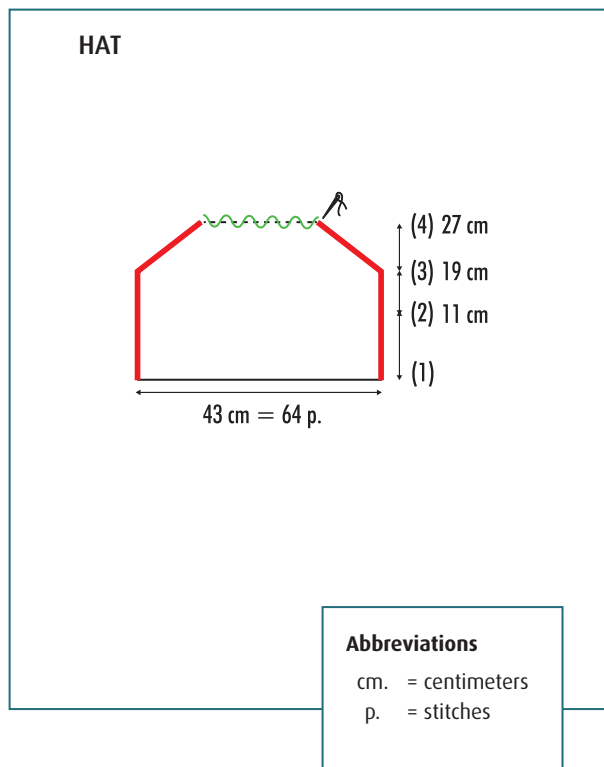 HAT
(4) 27 cm
(3) 19 cm
(2) 11 cm
(1)
43 cm = 64 p.
Abbreviations
cm. = centimeters
p. = stitches